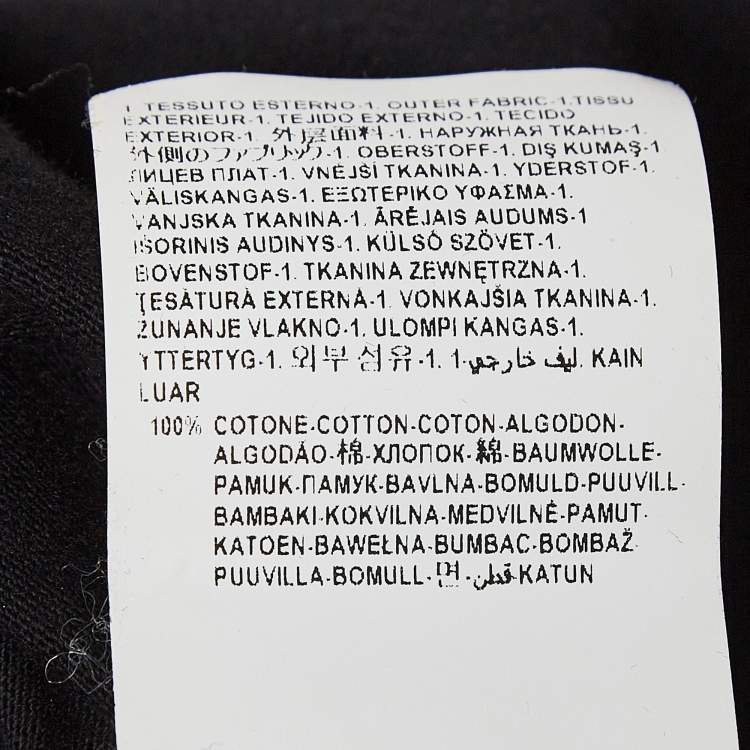 1 TESSUTO ESTERNO-1. OUTER FABRIC-1.TISSU
EXTERIEUR-1. TEJIDO EXTERNO-1. TECIDO
EXTERIOR-1. 外层面料-1. НАРУЖНАЯ ТКАНЬ-1.
外側のファブリック-1. OBERSTOFF-1. DIŞ KUMAŞ-1
ЛИЦЕВ ПЛАТ-1. VNĚJŠÍ TKANINA-1. YDERSTOF-1.
VÄLISKANGAS-1. ΕΞΩΤΕΡΙΚΟ ΥΦΑΣΜΑ-1.
VANJSKA TKANINA-1. ĀRĒJAIS AUDUMS-1
IŠORINIS AUDINYS-1. KÜLSŐ SZÖVET-1.
BOVENSTOF-1. TKANINA ZEWNĘTRZNA-1.
ŢESĂTURĂ EXTERNĂ-1. VONKAJŠIA TKANINA-1.
ZUNANJE VLAKNO-1. ULOMPI KANGAS-1.
YTTERTYG-1. 외부 섬유-1. 1-ليف خارجي. KAIN
LUAR
100% COTONE-COTTON-COTON-ALGODON-
ALGODÃO-棉-ХЛОПОК-綿-BAUMWOLLE-
PAMUK-ПАМУК-BAVLNA-BOMULD-PUUVILL-
BAMBAKI-KOKVILNA-MEDVILNĖ-PAMUT-
KATOEN-BAWEŁNA-BUMBAC-BOMBAŽ
PUUVILLA-BOMULL-면-قطن-KATUN